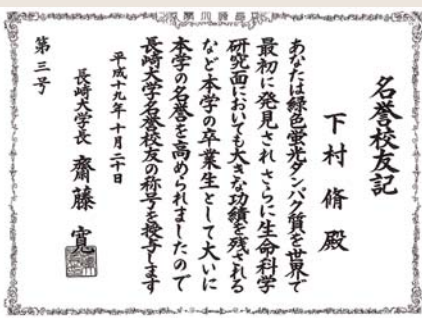 名誉校友記
下村脩殿
あなたは緑色蛍光タンパク質を世界で
最初に発見され さらに生命科学
研究面においても大きな功績を残される
など本学の卒業生として大いに
本学の名誉を高められましたので
長崎大学名誉校友の称号を授与します
平成十九年十月二十日
長崎大学長 齋藤寛
第三号